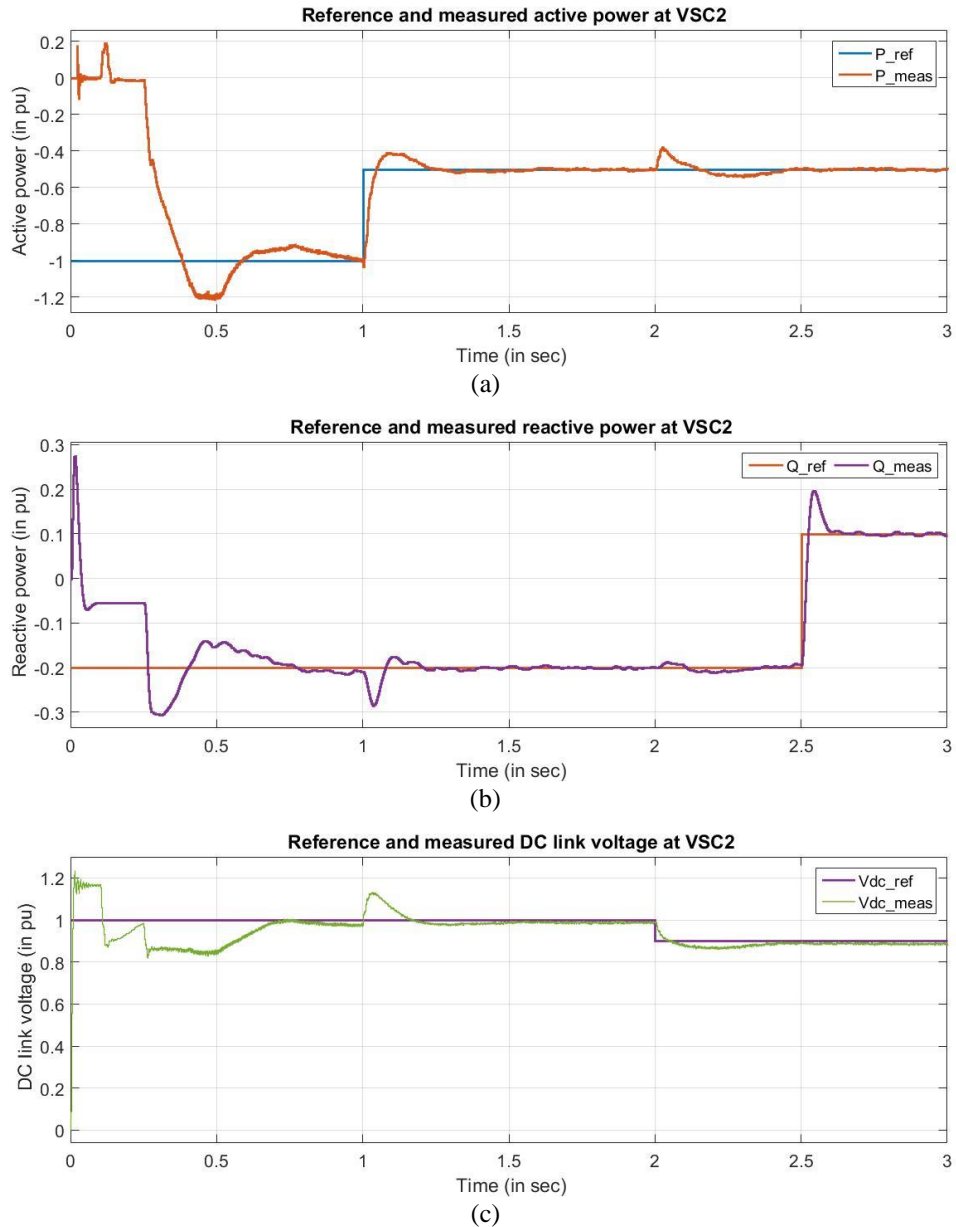 Reference and measured active power at VSC2
0.2
0
-0.2
-0.4
-0.6
-0.8
-1
-1.2
Active power (in pu)
P_ref
P_meas
0 0.5 1 1.5 2 2.5 3
Time (in sec)
(a)
Reference and measured reactive power at VSC2
0.3
0.2
0.1
0
-0.1
-0.2
-0.3
Reactive power (in pu)
Q_ref Q_meas
0 0.5 1 1.5 2 2.5 3
Time (in sec)
(b)
Reference and measured DC link voltage at VSC2
1.2
1
0.8
0.6
0.4
0.2
0
DC link voltage (in pu)
Vdc_ref
Vdc_meas
0 0.5 1 1.5 2 2.5 3
Time (in sec)
(c)